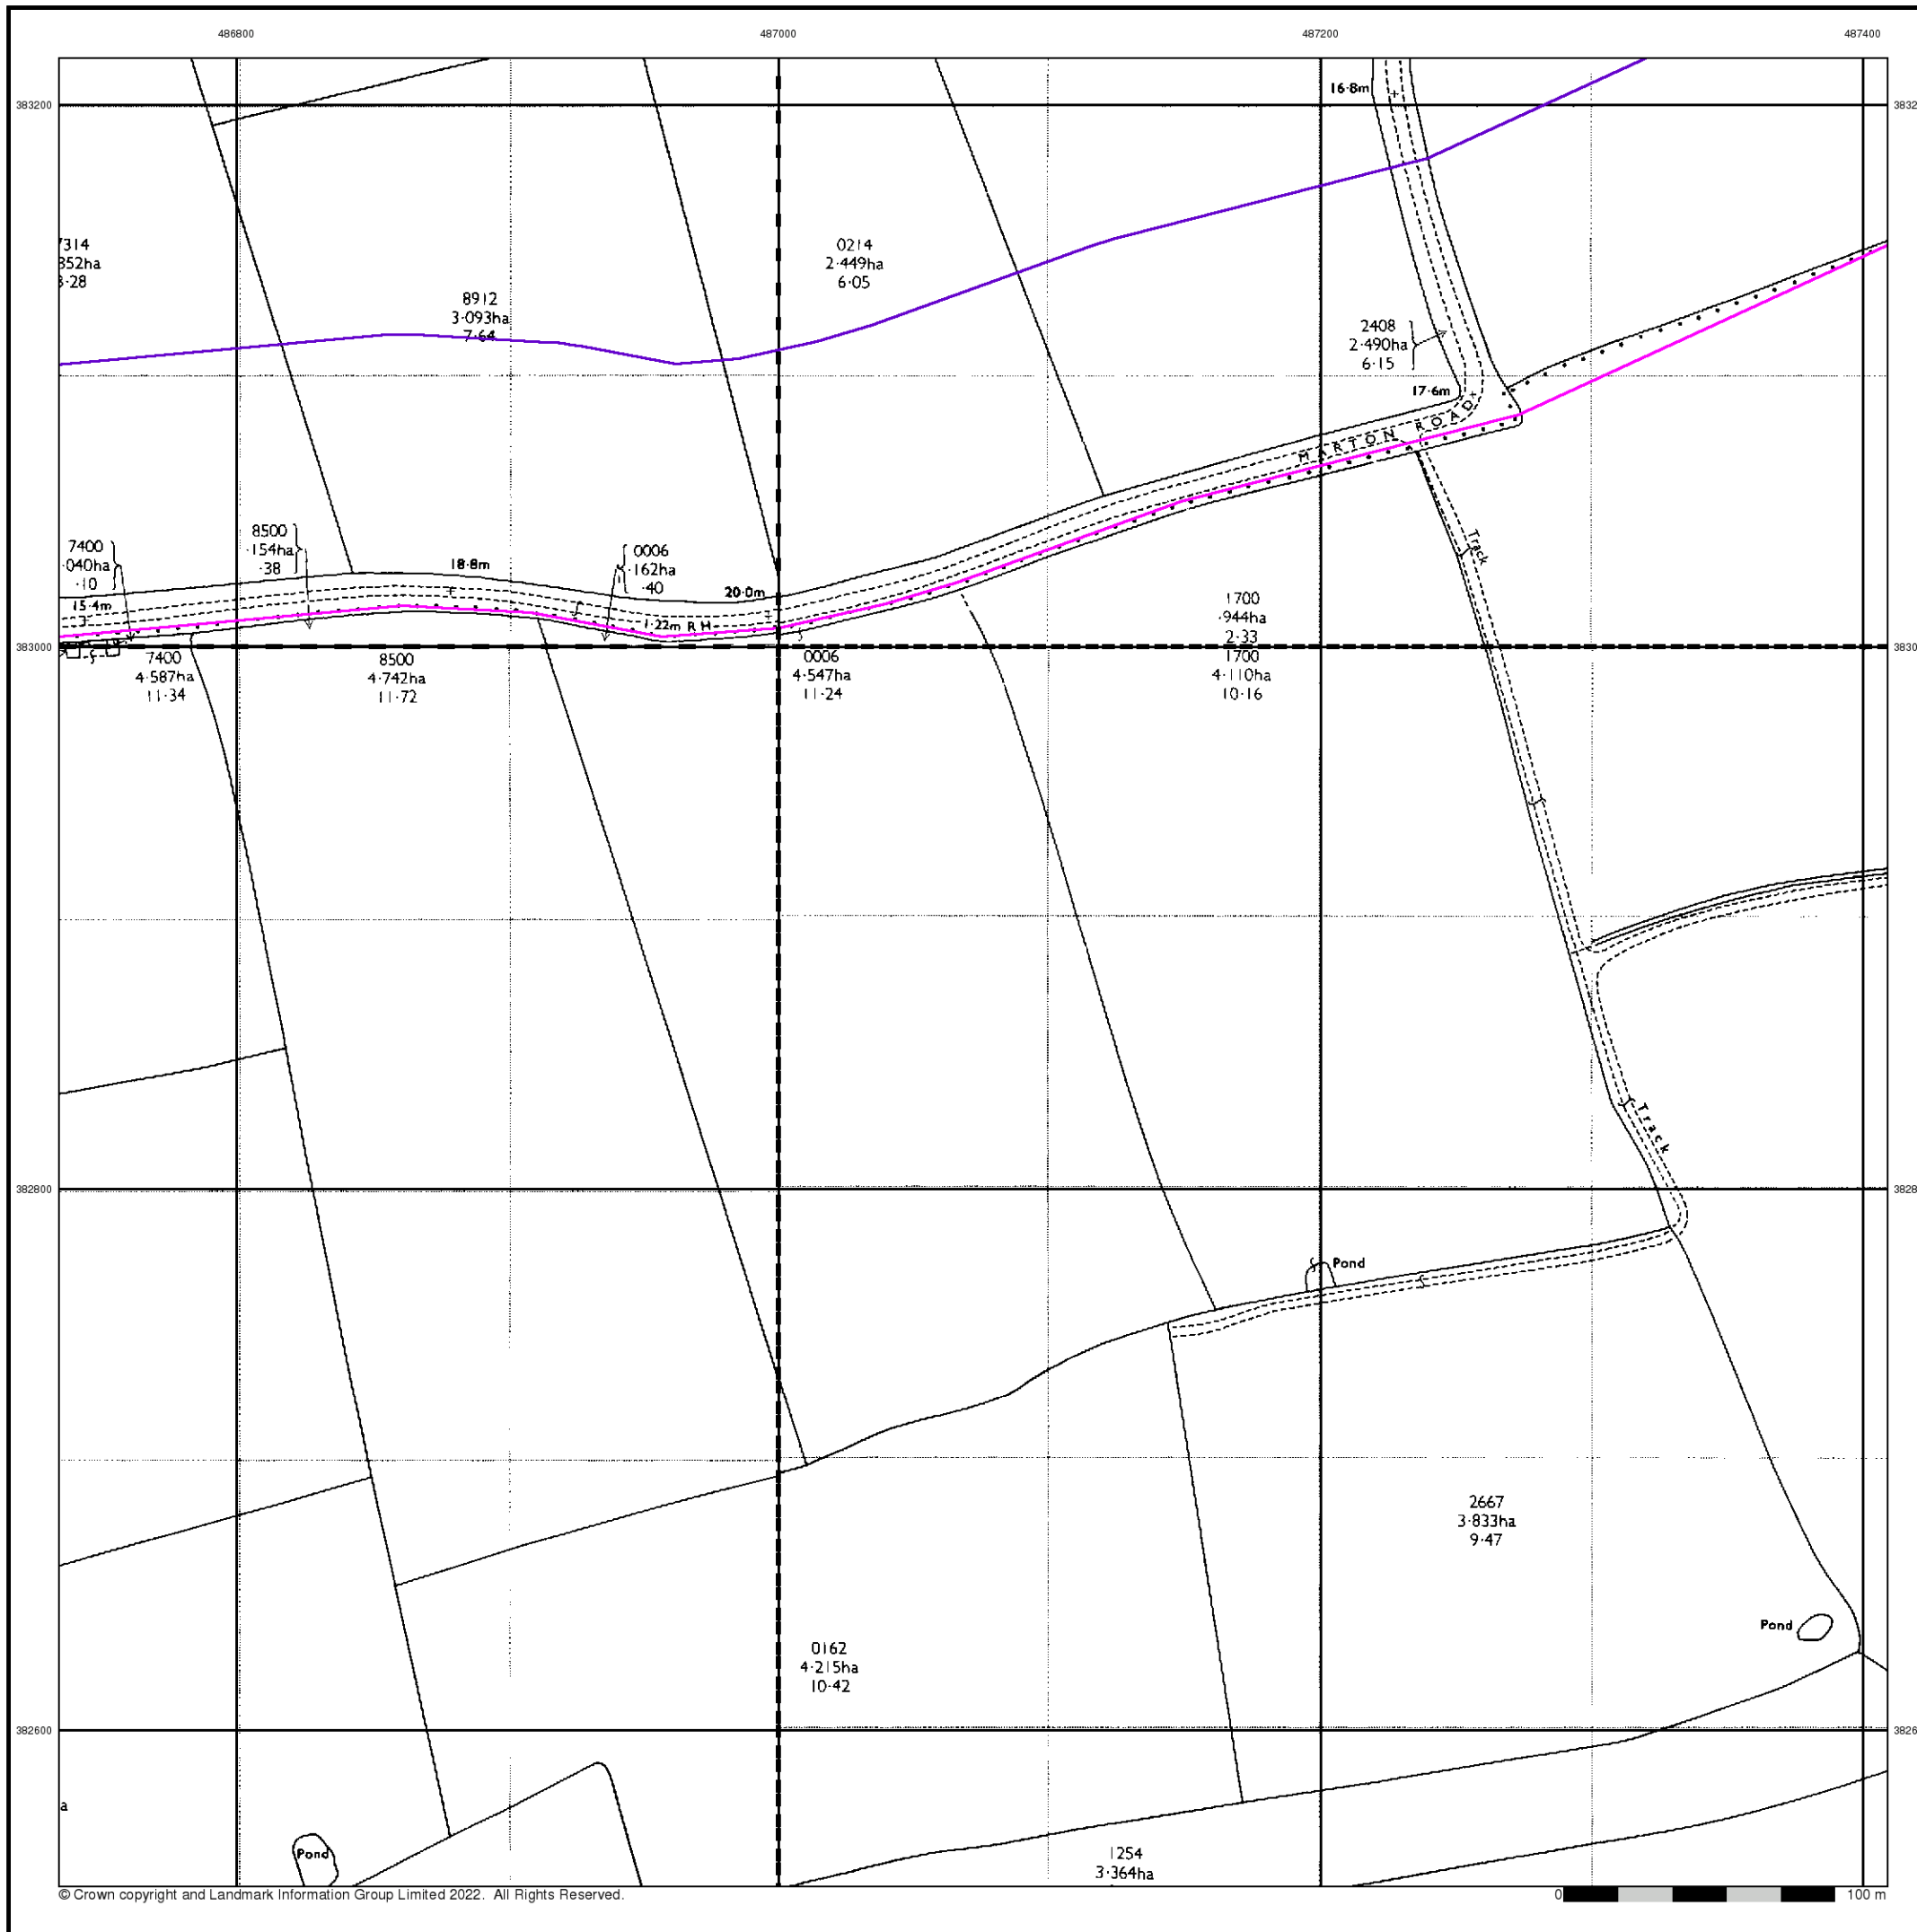 486800
487000
487200
487400
383200
16·8m
7314
352ha
3·28
0214
2·449ha
6·05
8912
3·093ha
7·64
2408
2·490ha
6·15
17·6m
MARTON ROAD
Track
7400
·040ha
·10
8500
·154ha
·38
18·8m
0006
·162ha
·40
20·0m
15·4m
1·22m RH
1700
·944ha
2·33
383000
7400
4·587ha
11·34
8500
4·742ha
11·72
0006
4·547ha
11·24
1700
4·110ha
10·16
Track
382800
Pond
2667
3·833ha
9·47
Pond
0162
4·215ha
10·42
382600
a
Pond
1254
3·364ha
© Crown copyright and Landmark Information Group Limited 2022. All Rights Reserved.
0 100 m